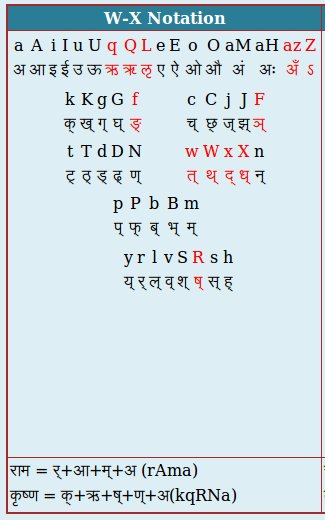 W-X Notation
a A i I u U q Q L e E o O aM aH az Z
अ आ इ ई उ ऊ ऋ ॠ ऌ ए ऐ ओ औ अं अः अँ ऽ
k K g G f c C j J F
क् ख् ग् घ् ङ् च् छ् ज् झ् ञ्
t T d D N w W x X n
ट् ठ् ड् ढ् ण् त् थ् द् ध् न्
p P b B m
प् फ् ब् भ् म्
y r l v S R s h
य् र् ल् व् श् ष् स् ह्
राम = र्+आ+म्+अ (rAma)
कृष्ण = क्+ऋ+ष्+ण्+अ(kqRNa)